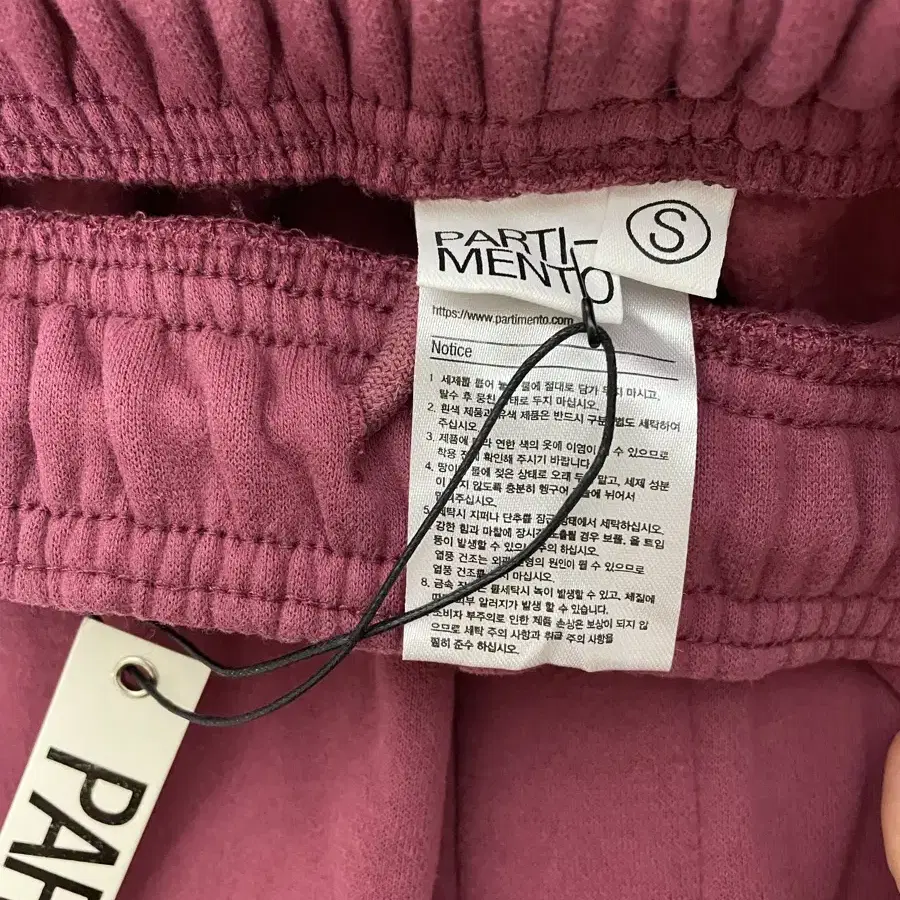 PARTI-
MENTO
S
https://www.partimento.com
Notice
1 세제를 풀어 놓은 물에 절대로 담가 두지 마시고,
탈수 후 뭉친 상태로 두지 마십시오.
2. 흰색 제품과 유색 제품은 반드시 구분 별도 세탁하여
주십시오.
3. 제품에 따라 연한 색의 옷에 이염이 될 수 있으므로
착용 전 확인해 주시기 바랍니다.
4. 땀이나 물에 젖은 상태로 오래 두지 말고, 세제 성분
이 남지 않도록 충분히 헹구어 뒤집어서
말려주십시오.
5. 세탁시 지퍼나 단추를 잠근 상태에서 세탁하십시오.
강한 힘과 마찰에 장시간 노출될 경우 보풀, 올 트임
등이 발생할 수 있으니 주의 하십시오.
열풍 건조는 외관 변형의 원인이 될 수 있으므로
열풍 건조를 하지 마십시오.
8. 금속 장식은 물세탁시 녹이 발생할 수 있고, 체질에
따라 피부 알러지가 발생 할 수 있습니다.
소비자 부주의로 인한 제품 손상은 보상이 되지 않
으므로 세탁 주의 사항과 취급 주의 사항을
필히 준수 하십시오.
PAR